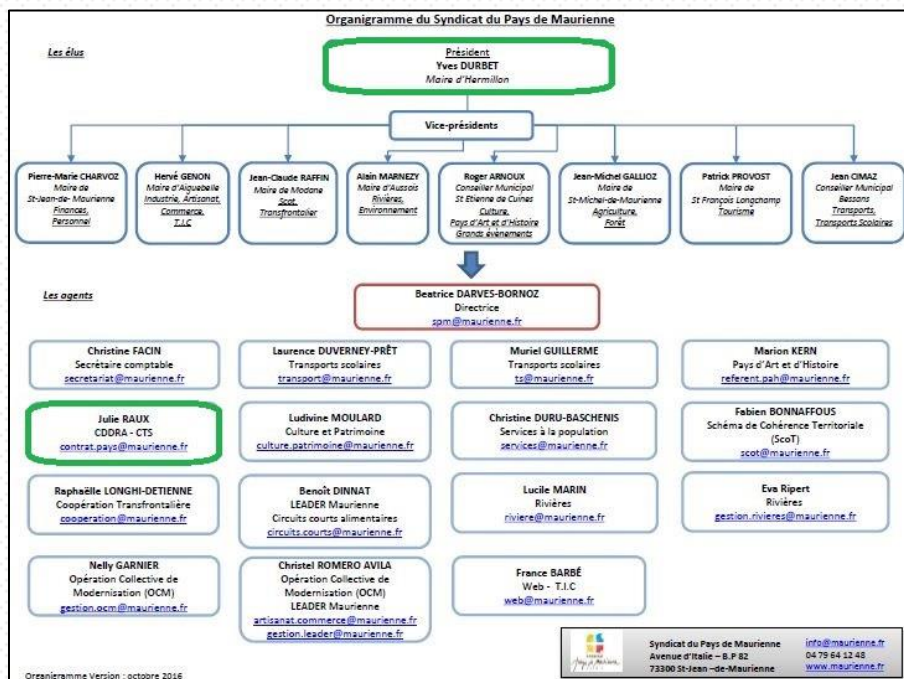 Organigramme du Syndicat du Pays de Maurienne
Les élus
Président
Yves DURBET
Maire d'Hermillon
Vice-présidents
Pierre-Marie CHARVOZ
Maire de
St-Jean-de- Maurienne
Finances,
Personnel
Hervé GENON
Maire d'Aiguebelle
Industrie, Artisanat,
Commerce,
T.I.C
Jean-Claude RAFFIN
Maire de Modane
Scot,
Transfrontalier
Alain MARNEZY
Maire d'Aussois
Rivières,
Environnement
Roger ARNOUX
Conseiller Municipal
St Etienne de Cuines
Culture,
Pays d'Art et d'Histoire
Grands évènements
Jean-Michel GALLIOZ
Maire de
St-Michel-de-Maurienne
Agriculture,
Forêt
Patrick PROVOST
Maire de
St François Longchamp
Tourisme
Jean CIMAZ
Conseiller Municipal
Bessans
Transports,
Transports Scolaires
Les agents
Beatrice DARVES-BORNOZ
Directrice
spm@maurienne.fr
Christine FACIN
Secrétaire comptable
secretariat@maurienne.fr
Laurence DUVERNEY-PRÊT
Transports scolaires
transport@maurienne.fr
Muriel GUILLERME
Transports scolaires
ts@maurienne.fr
Marion KERN
Pays d'Art et d'Histoire
referent.pah@maurienne.fr
Julie RAUX
CDDRA - CTS
contrat.pays@maurienne.fr
Ludivine MOULARD
Culture et Patrimoine
culture.patrimoine@maurienne.fr
Christine DURU-BASCHENIS
Services à la population
services@maurienne.fr
Fabien BONNAFFOUS
Schéma de Cohérence Territoriale
(ScoT)
scot@maurienne.fr
Raphaëlle LONGHI-DETIENNE
Coopération Transfrontalière
cooperation@maurienne.fr
Benoît DINNAT
LEADER Maurienne
Circuits courts alimentaires
circuits.courts@maurienne.fr
Lucile MARIN
Rivières
riviere@maurienne.fr
Eva Ripert
Rivières
gestion.rivieres@maurienne.fr
Nelly GARNIER
Opération Collective de
Modernisation (OCM)
gestion.ocm@maurienne.fr
Christel ROMERO AVILA
Opération Collective de
Modernisation (OCM)
LEADER Maurienne
artisanat.commerce@maurienne.fr
gestion.leader@maurienne.fr
France BARBÉ
Web - T.I.C
web@maurienne.fr
Syndicat du Pays de Maurienne
Avenue d'Italie – B.P 82
73300 St-Jean –de-Maurienne
info@maurienne.fr
04 79 64 12 48
www.maurienne.fr
Organigramme Version : octobre 2016